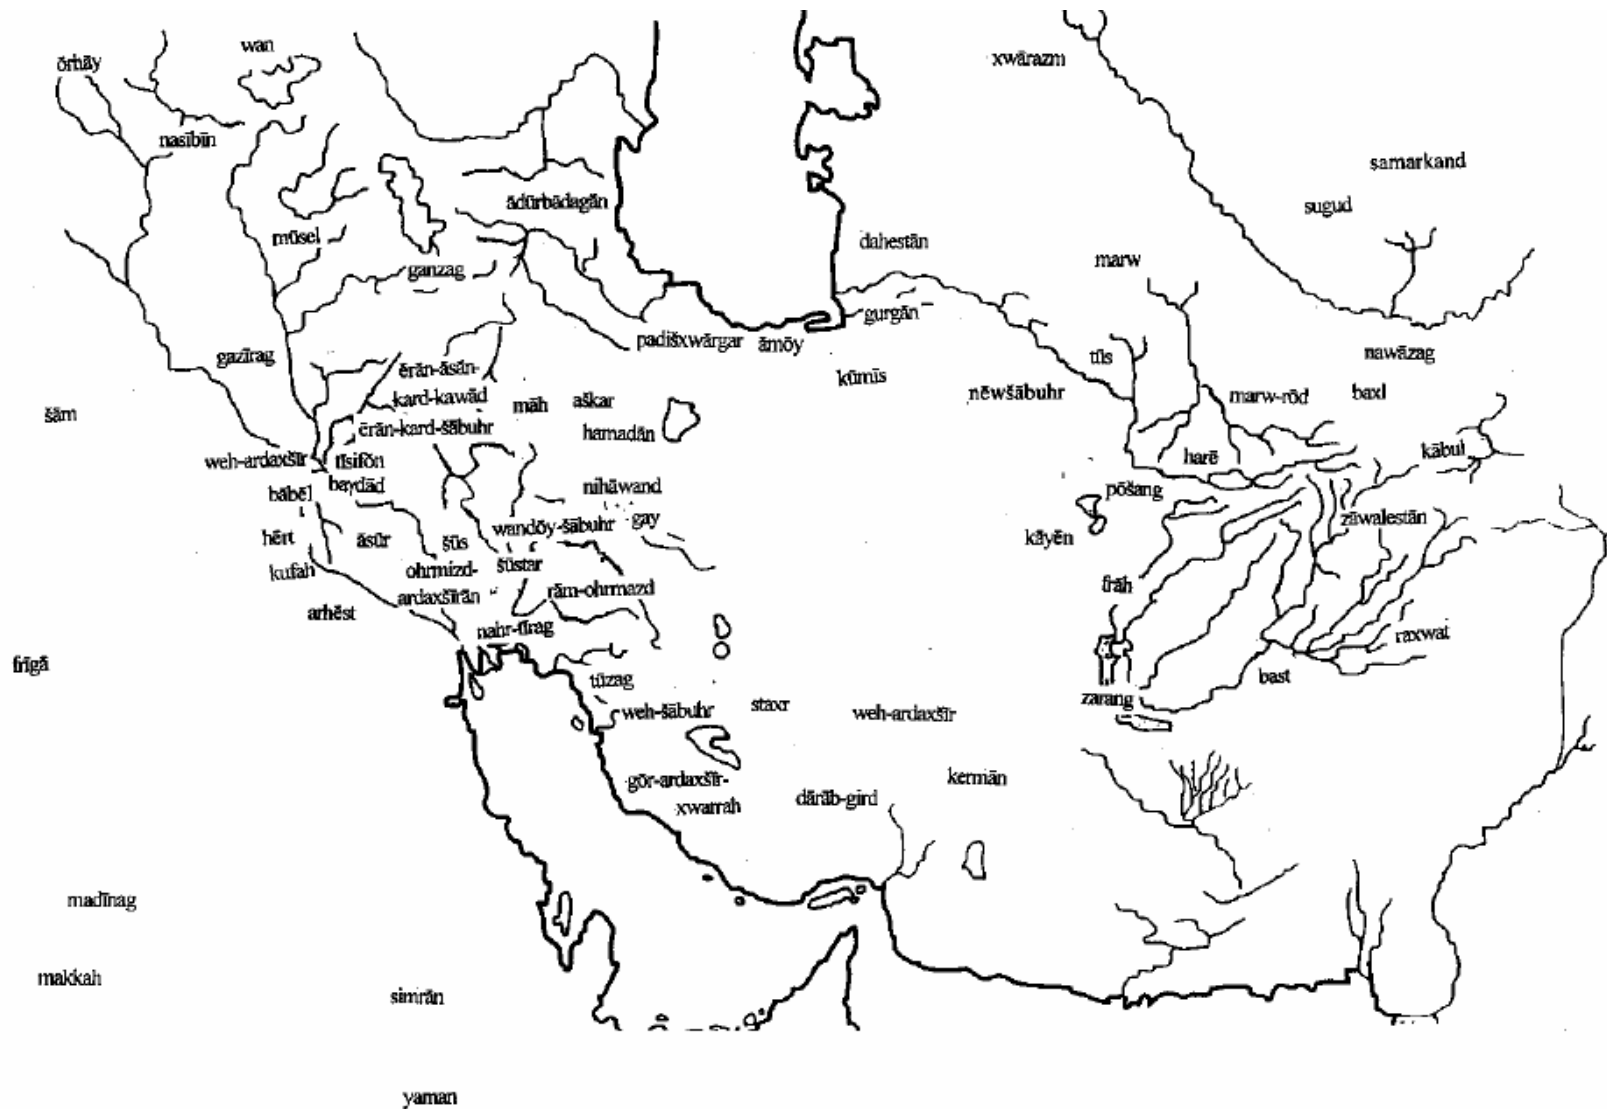 wan
ōrhāy
xwārazm
nasībīn
samarkand
ādūrbādagān
sugud
mūsel
dahestān
ganzag
marw
gurgān
padišxwārgar
āmōy
gazīrag
tūs
nawāzag
ērān-āsān-
kard-kawād
kūmīs
nēwšābuhr
marw-rōd
baxl
šām
māh
aškar
hamadān
ērān-kard-šābuhr
weh-ardaxšīr
tīsifōn
harē
kābul
baγdād
bābēl
nihāwand
pōšang
wandōy-šābuhr
gay
zāwalestān
hērt
āsūr
šūs
kāyēn
kufah
ohrmizd-
ardaxšīrān
šūstar
rām-ohrmazd
frāh
arhēst
nahr-tīrag
raxwat
frīgā
tūzag
bast
zarang
weh-šābuhr
staxr
weh-ardaxšīr
gōr-ardaxšīr-
xwarrah
dārāb-gird
kermān
madīnag
makkah
simrān
yaman